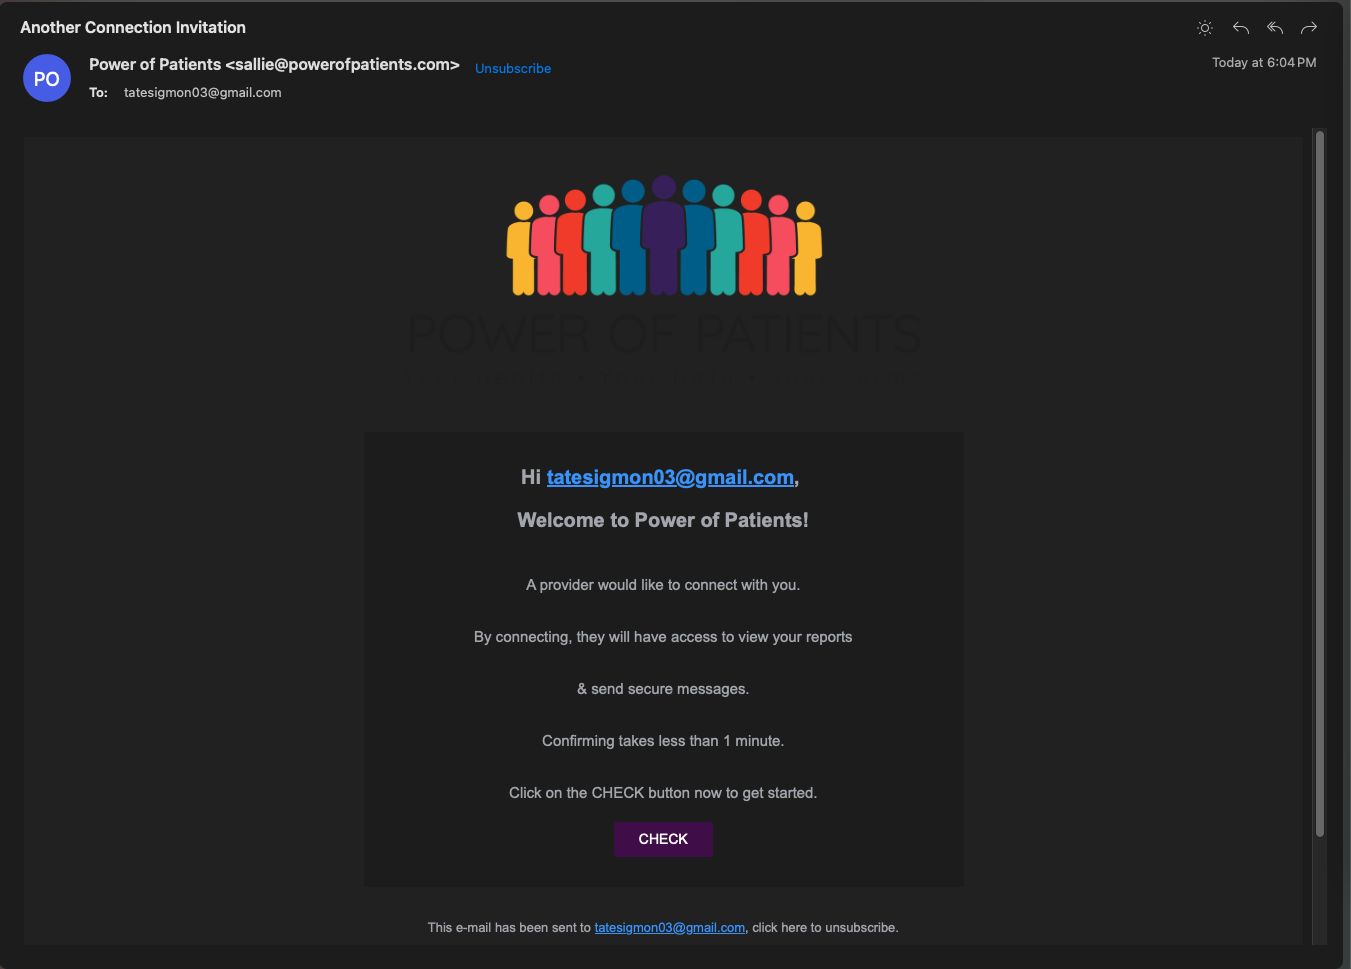 Another Connection Invitation
PO
Power of Patients <sallie@powerofpatients.com>
Unsubscribe
Today at 6:04 PM
To: tatesigmon03@gmail.com
POWER OF PATIENTS
Hi tatesigmon03@gmail.com,
Welcome to Power of Patients!
A provider would like to connect with you.
By connecting, they will have access to view your reports
& send secure messages.
Confirming takes less than 1 minute.
Click on the CHECK button now to get started.
CHECK
This e-mail has been sent to tatesigmon03@gmail.com, click here to unsubscribe.